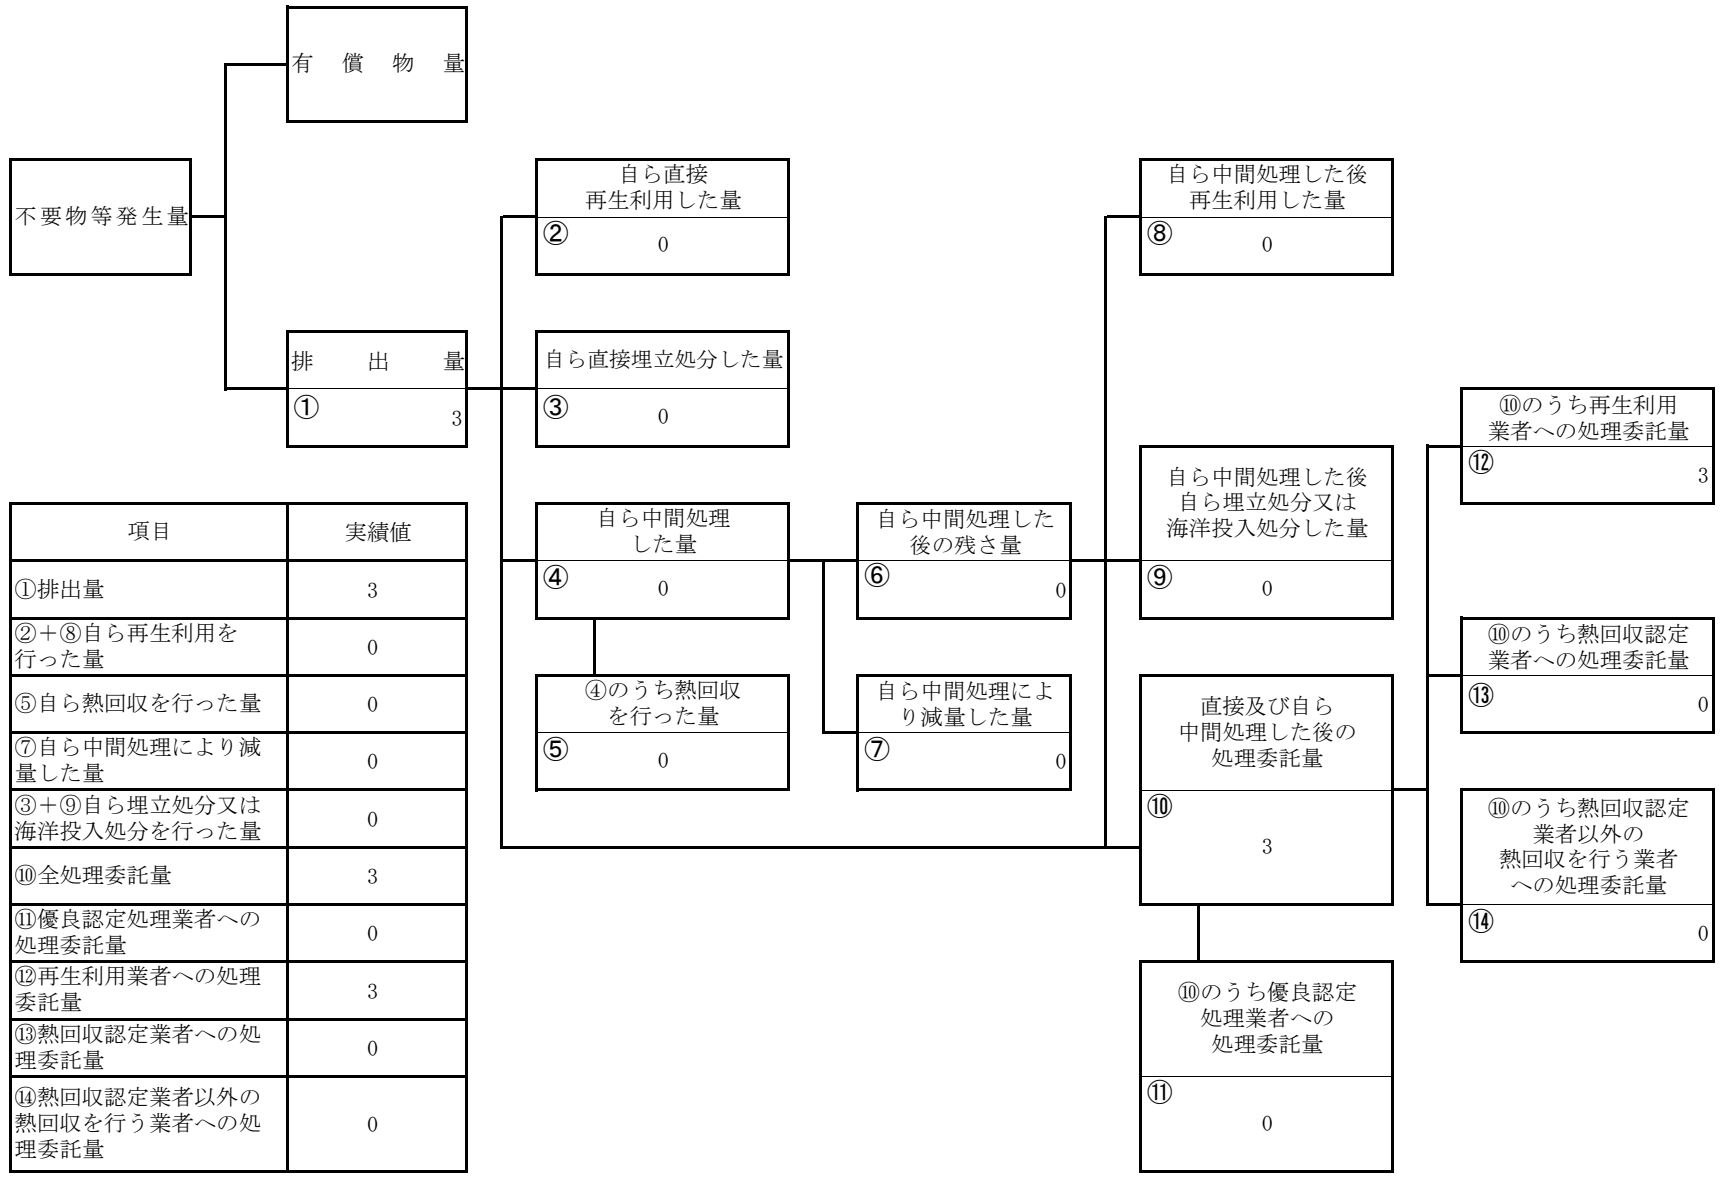 有償物量
不要物等発生量
排出量
①
3
自ら直接
再生利用した量
②
0
自ら直接埋立処分した量
③
0
自ら中間処理
した量
④
0
④のうち熱回収
を行った量
⑤
0
自ら中間処理した
後の残さ量
⑥
0
自ら中間処理によ
り減量した量
⑦
0
自ら中間処理した後
再生利用した量
⑧
0
自ら中間処理した後
自ら埋立処分又は
海洋投入処分した量
⑨
0
直接及び自ら
中間処理した後の
処理委託量
⑩
3
⑩のうち優良認定
処理業者への
処理委託量
⑪
0
⑩のうち再生利用
業者への処理委託量
⑫
3
⑩のうち熱回収認定
業者への処理委託量
⑬
0
⑩のうち熱回収認定
業者以外の
熱回収を行う業者
への処理委託量
⑭
0
項目 実績値
①排出量 3
②＋⑧自ら再生利用を
行った量 0
⑤自ら熱回収を行った量 0
⑦自ら中間処理により減
量した量 0
③＋⑨自ら埋立処分又は
海洋投入処分を行った量 0
⑩全処理委託量 3
⑪優良認定処理業者への
処理委託量 0
⑫再生利用業者への処理
委託量 3
⑬熱回収認定業者への処
理委託量 0
⑭熱回収認定業者以外の
熱回収を行う業者への処
理委託量 0